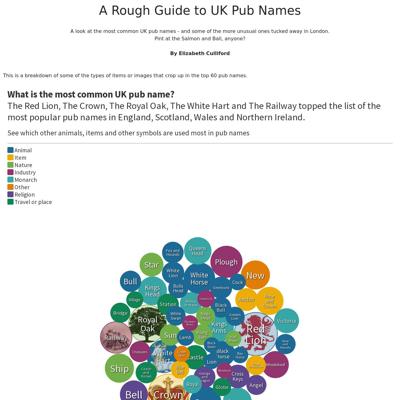 A Rough Guide to UK Pub Names
A look at the most common UK pub names - and some of the more unusual ones tucked away in London.
Pint at the Salmon and Ball, anyone?
By Elizabeth Culliford
This is a breakdown of some of the types of items or images that crop up in the top 60 pub names.
What is the most common UK pub name?
The Red Lion, The Crown, The Royal Oak, The White Hart and The Railway topped the list of the
most popular pub names in England, Scotland, Wales and Northern Ireland.
See which other animals, items and other symbols are used most in pub names
Animal
Item
Nature
Industry
Monarch
Other
Religion
Travel or place
Fox and Hounds
Queens Head
Star
White Lion
Plough
Bull
White Horse
New
Kings Head
Bulls Head
Cock
Station
Bridge
Royal Oak
White Swan
Black Bull
Victoria
Railway
Sun
Lamb
Kings Arms
Red Lion
White Hart
Castle
Black Horse
Ship
Cross Keys
Angel
Bell
Crown
Royal
Globe